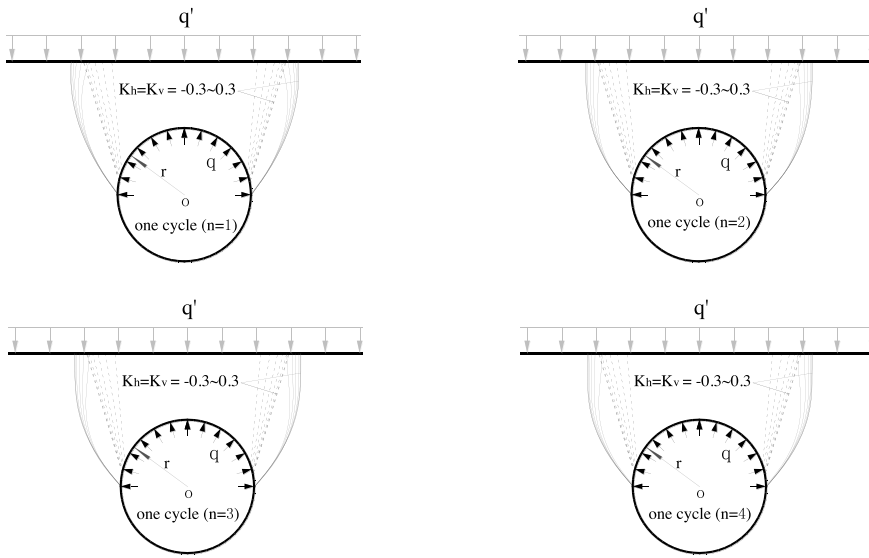 q' q'
Kh=Kv = -0.3~0.3 Kh=Kv = -0.3~0.3
q q
r r
O O
one cycle (n=1) one cycle (n=2)
q' q'
Kh=Kv = -0.3~0.3 Kh=Kv = -0.3~0.3
q q
r r
O O
one cycle (n=3) one cycle (n=4)